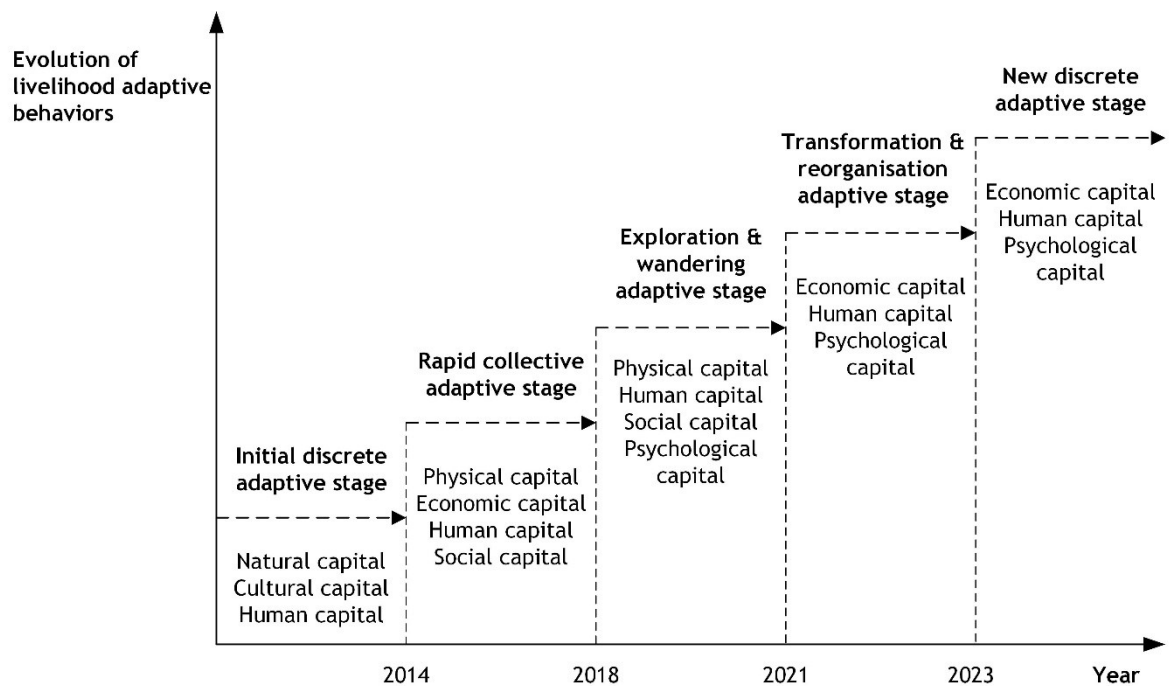 Evolution of
livelihood adaptive
behaviors
Initial discrete
adaptive stage
Natural capital
Cultural capital
Human capital
Rapid collective
adaptive stage
Physical capital
Economic capital
Human capital
Social capital
Exploration &
wandering
adaptive stage
Physical capital
Human capital
Social capital
Psychological
capital
Transformation &
reorganisation
adaptive stage
Economic capital
Human capital
Psychological
capital
New discrete
adaptive stage
Economic capital
Human capital
Psychological
capital
2014
2018
2021
2023
Year